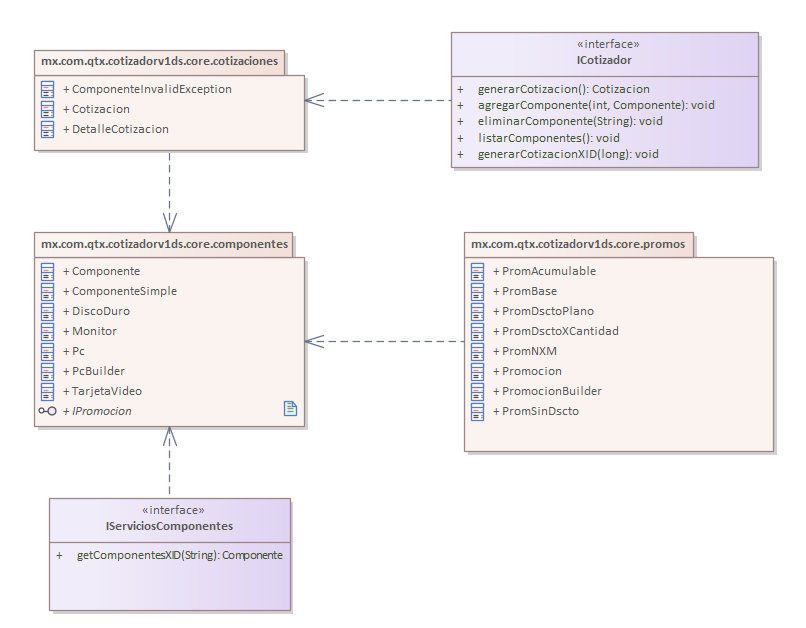 mx.com.qtx.cotizadorv1ds.core.cotizaciones
+ ComponenteInvalidException
+ Cotizacion
+ DetalleCotizacion
«interface»
ICotizador
+ generarCotizacion(): Cotizacion
+ agregarComponente(int, Componente): void
+ eliminarComponente(String): void
+ listarComponentes(): void
+ generarCotizacionXID(long): void
mx.com.qtx.cotizadorv1ds.core.componentes
+ Componente
+ ComponenteSimple
+ DiscoDuro
+ Monitor
+ Pc
+ PcBuilder
+ TarjetaVideo
+ IPromocion
mx.com.qtx.cotizadorv1ds.core.promos
+ PromAcumulable
+ PromBase
+ PromDsctoPlano
+ PromDsctoXCantidad
+ PromNXM
+ Promocion
+ PromocionBuilder
+ PromSinDscto
«interface»
IServiciosComponentes
+ getComponentesXID(String): Componente